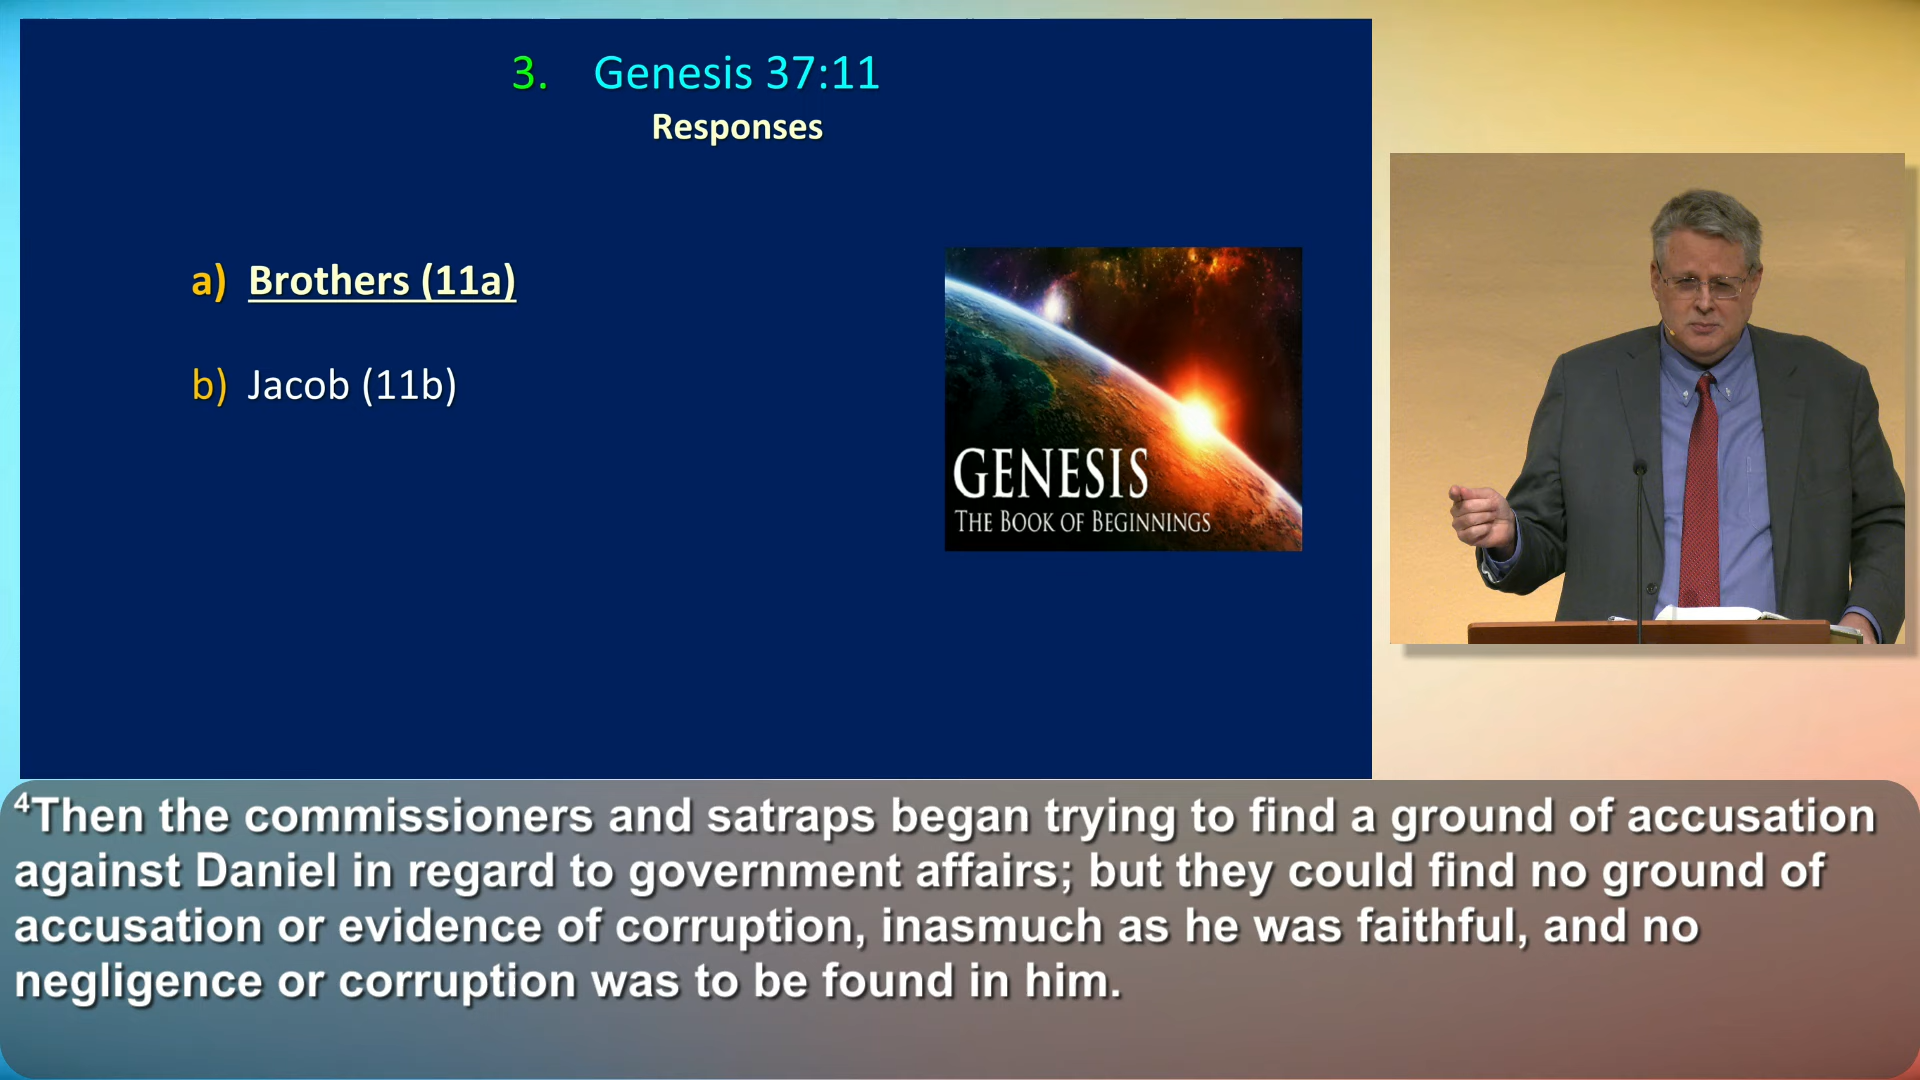 3. Genesis 37:11
Responses
a) Brothers (11a)
b) Jacob (11b)
GENESIS
THE BOOK OF BEGINNINGS
4Then the commissioners and satraps began trying to find a ground of accusation
against Daniel in regard to government affairs; but they could find no ground of
accusation or evidence of corruption, inasmuch as he was faithful, and no
negligence or corruption was to be found in him.